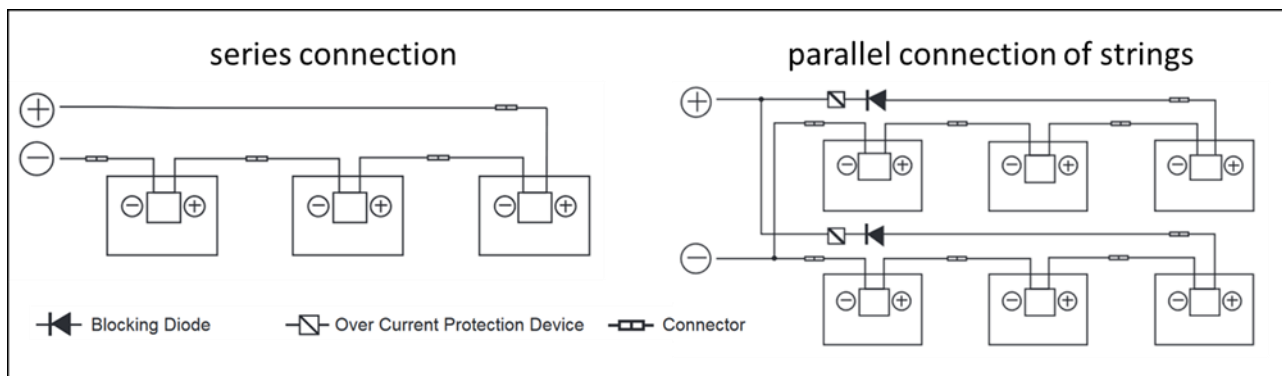 series connection
parallel connection of strings
+
−
− + − + − +
+
− + − + − +
−
− + − + − +
Blocking Diode
Over Current Protection Device
Connector